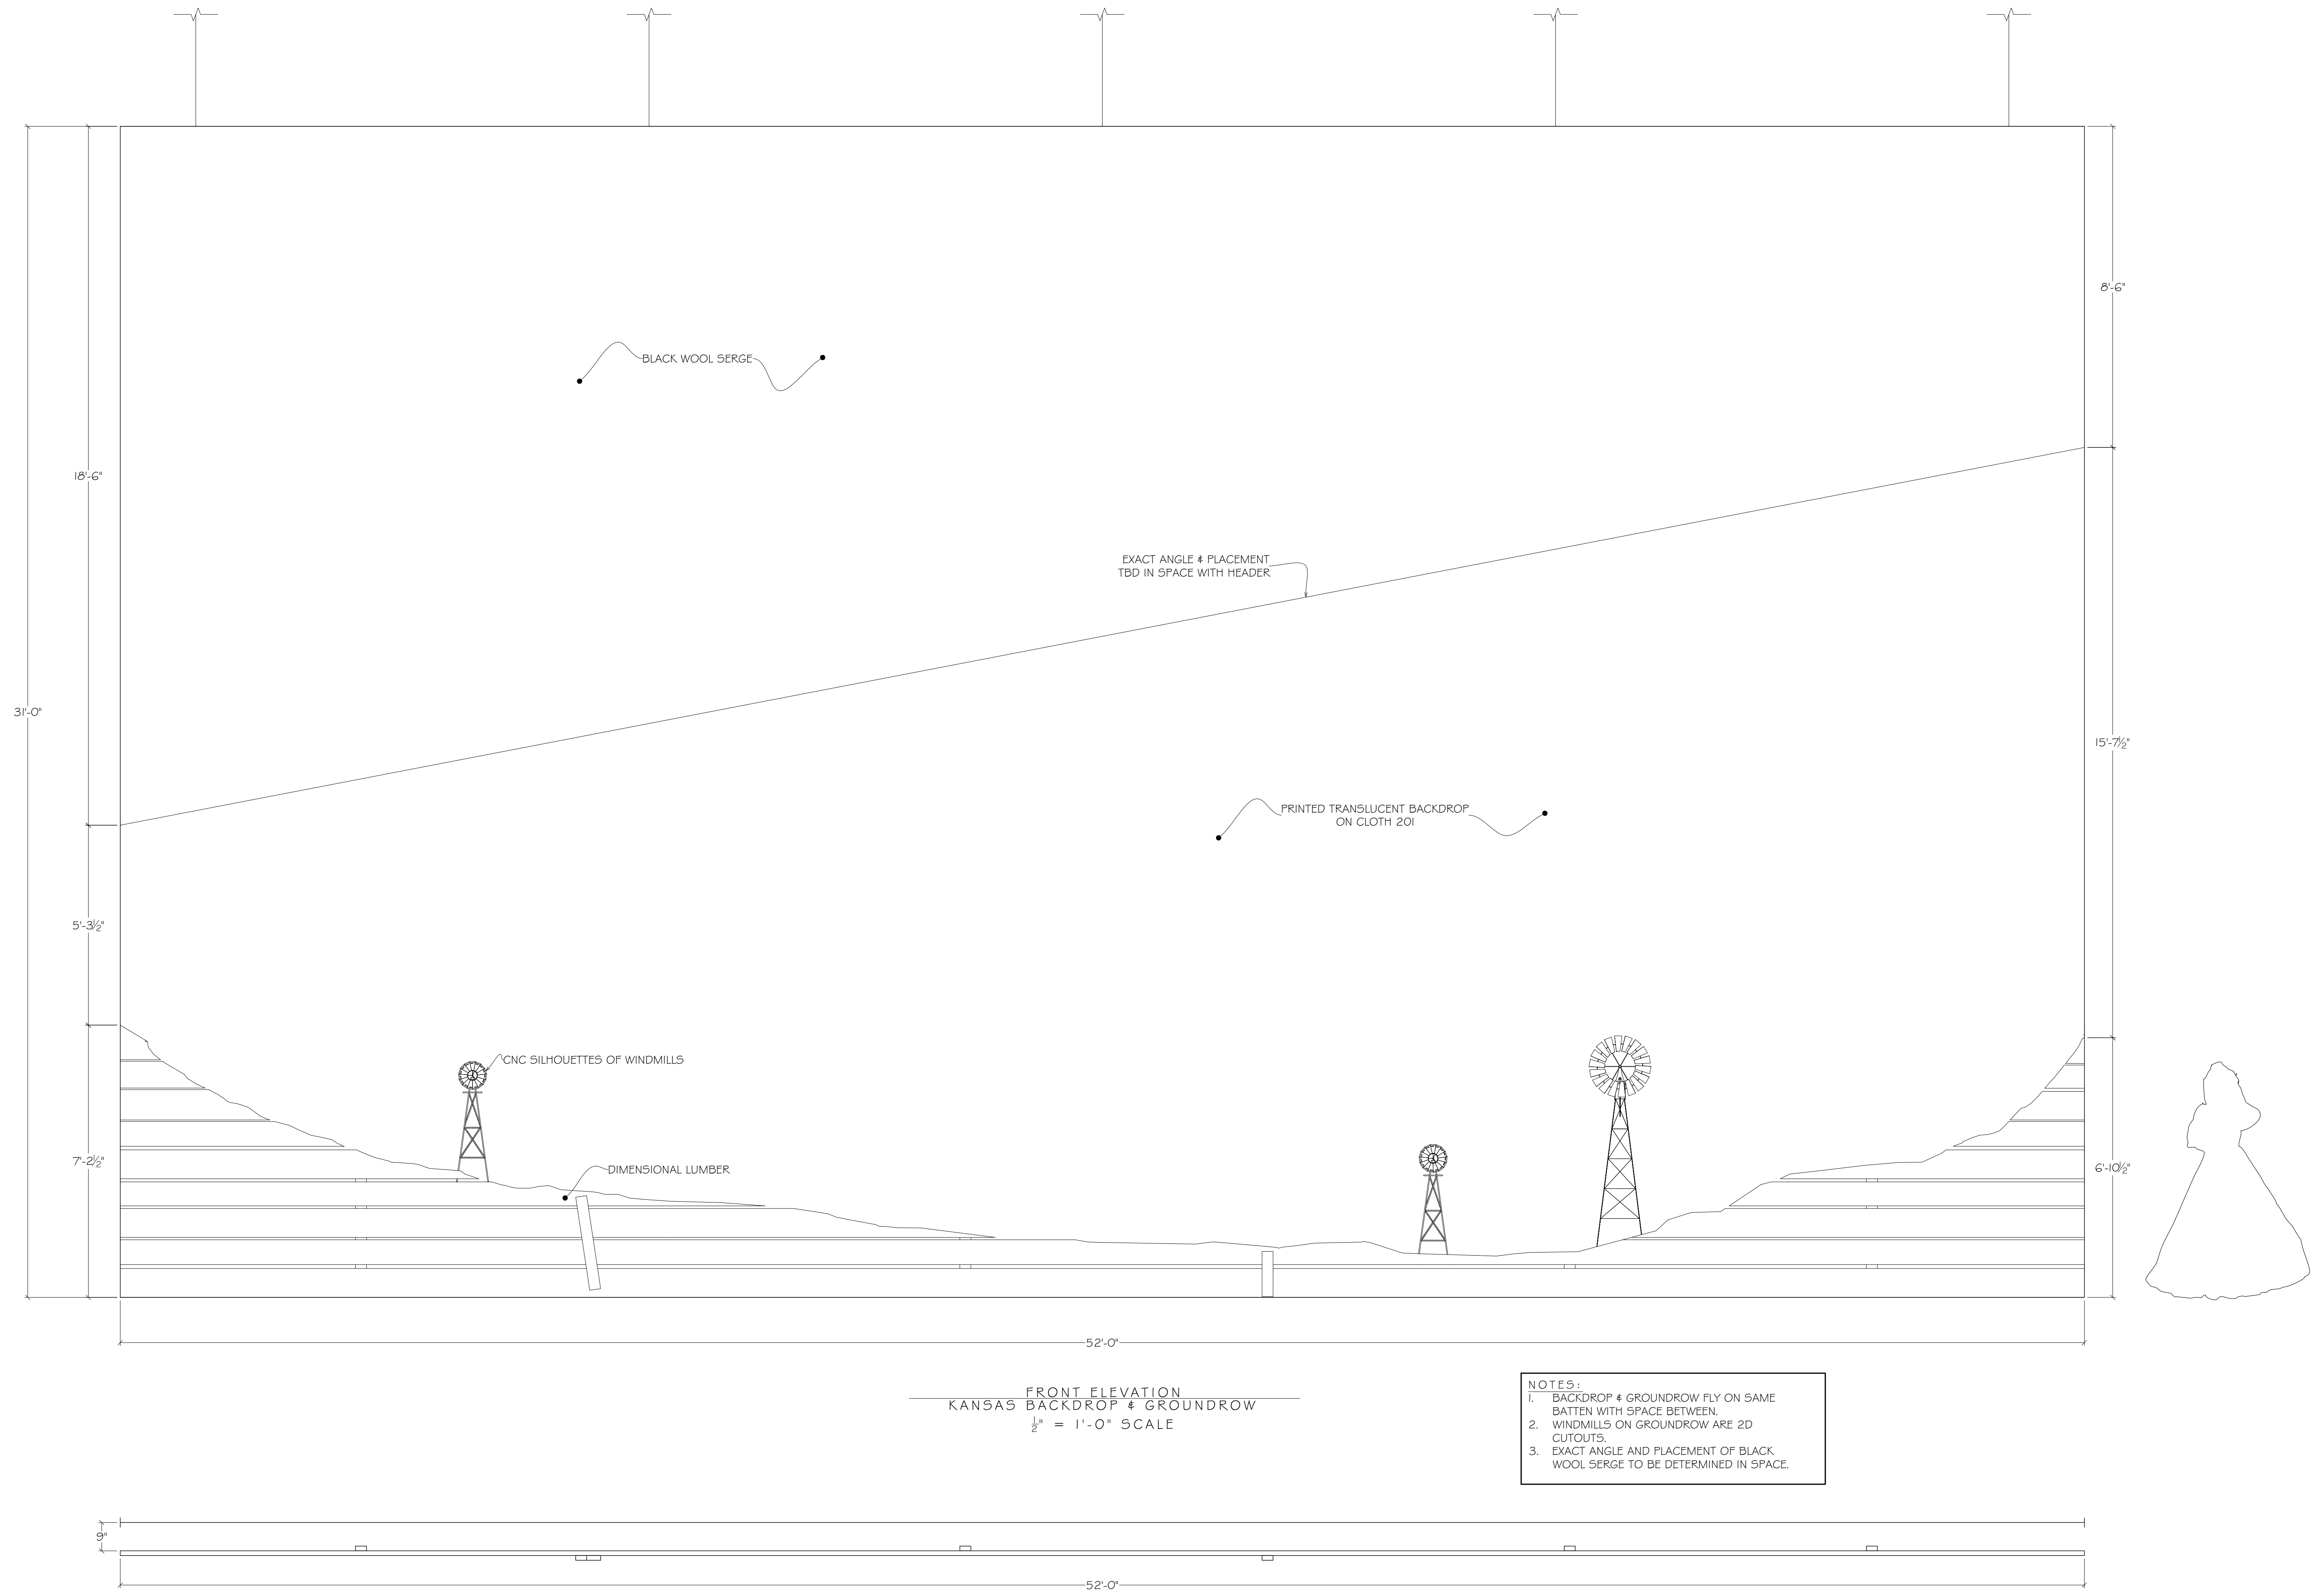 8'-6"
BLACK WOOL SERGE
18'-6"
EXACT ANGLE & PLACEMENT
TBD IN SPACE WITH HEADER
31'-0"
15'-7½"
PRINTED TRANSLUCENT BACKDROP
ON CLOTH 201
5'-3½"
CNC SILHOUETTES OF WINDMILLS
7'-2½"
DIMENSIONAL LUMBER
6'-10½"
52'-0"
FRONT ELEVATION
KANSAS BACKDROP & GROUNDROW
½" = 1'-0" SCALE
NOTES:
1. BACKDROP & GROUNDROW FLY ON SAME
BATTEN WITH SPACE BETWEEN.
2. WINDMILLS ON GROUNDROW ARE 2D
CUTOUTS.
3. EXACT ANGLE AND PLACEMENT OF BLACK
WOOL SERGE TO BE DETERMINED IN SPACE.
9"
52'-0"